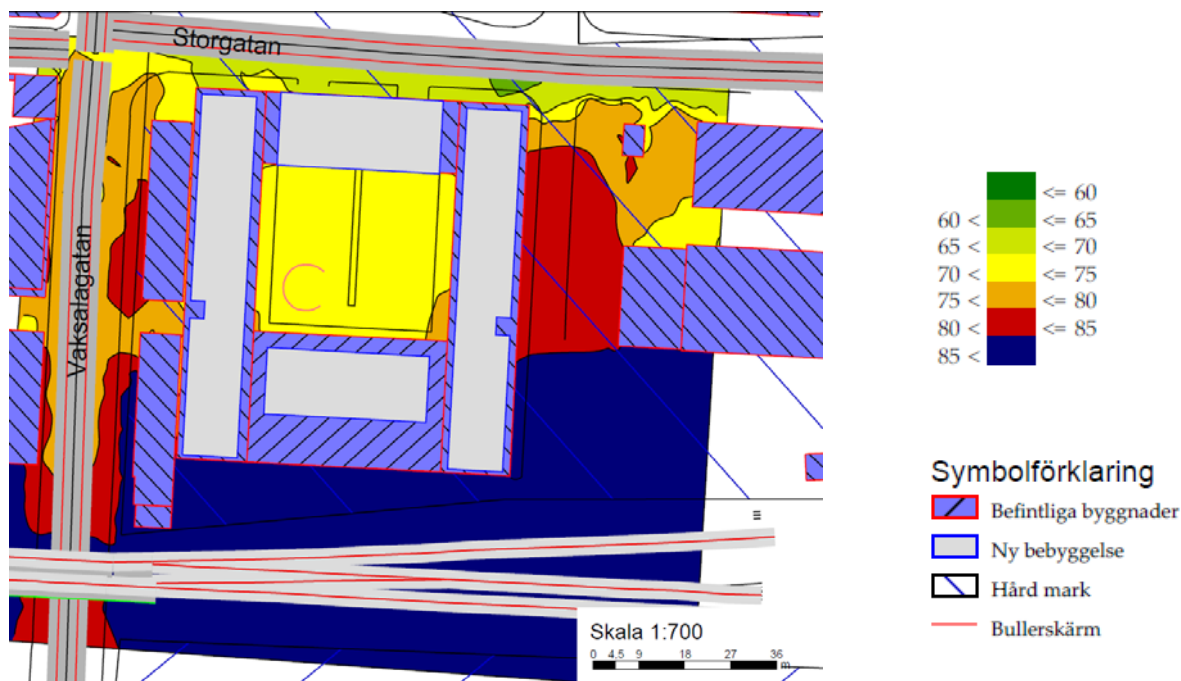 Storgatan
Vaksalagatan
<= 60
60 < <= 65
65 < <= 70
70 < <= 75
75 < <= 80
80 < <= 85
85 <
Symbolförklaring
Befintliga byggnader
Ny bebyggelse
Hård mark
Bullerskärm
Skala 1:700
0 4.5 9 18 27 36
m